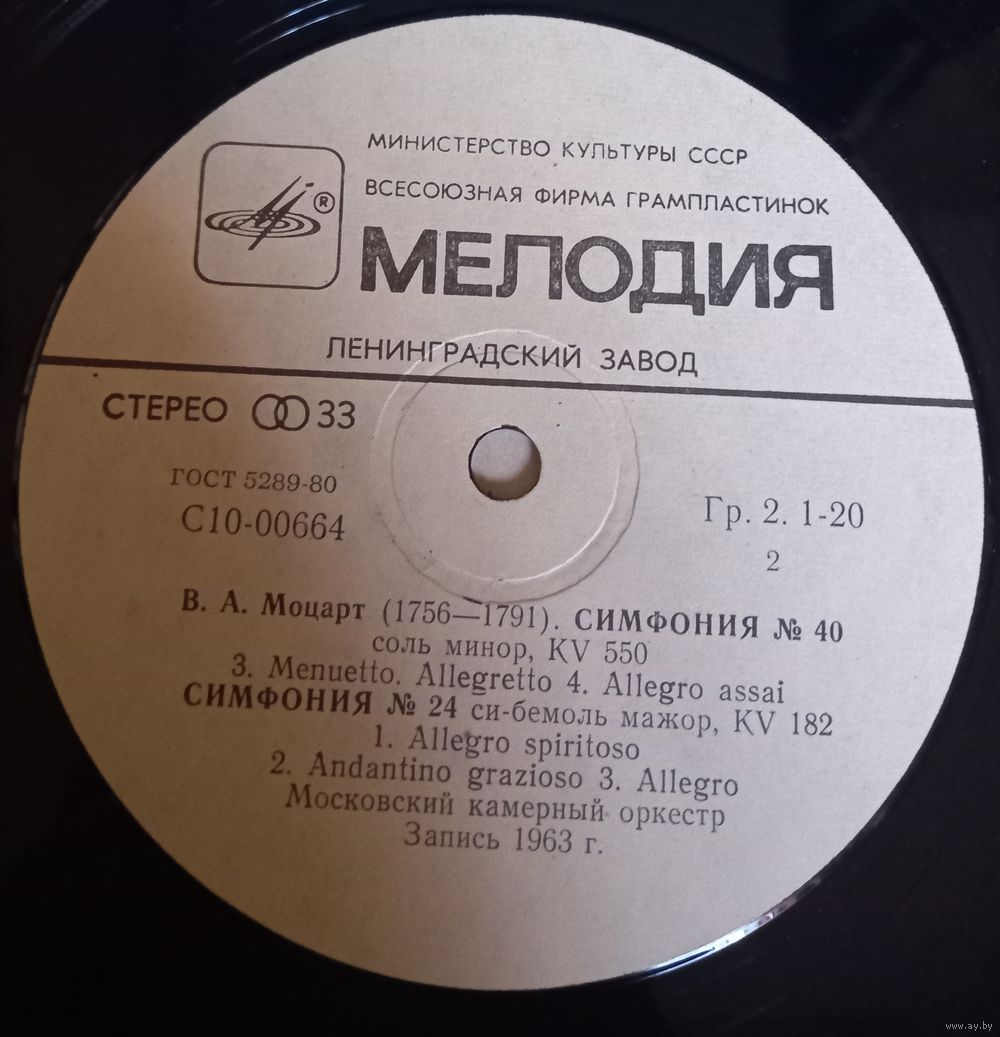 МИНИСТЕРСТВО КУЛЬТУРЫ СССР
ВСЕСОЮЗНАЯ ФИРМА ГРАМПЛАСТИНОК
®
МЕЛОДИЯ
ЛЕНИНГРАДСКИЙ ЗАВОД
СТЕРЕО 33
ГОСТ 5289-80
С10-00664
Гр. 2. 1-20
2
В. А. Моцарт (1756—1791). СИМФОНИЯ № 40
соль минор, KV 550
3. Menuetto. Allegretto 4. Allegro assai
СИМФОНИЯ № 24 си-бемоль мажор, KV 182
1. Allegro spiritoso
2. Andantino grazioso 3. Allegro
Московский камерный оркестр
Запись 1963 г.
www.ay.by